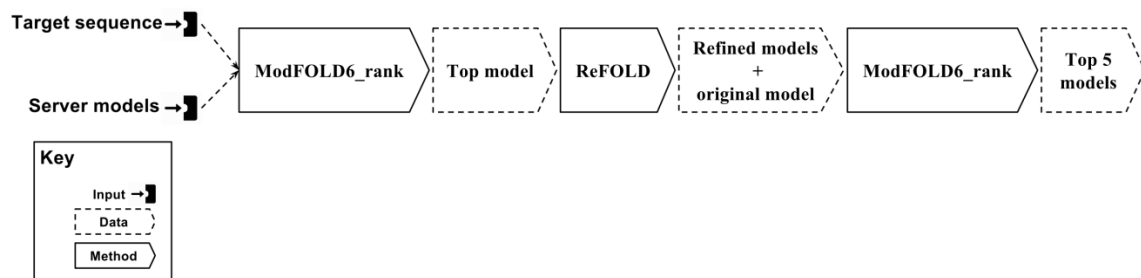 Target sequence
Server models
ModFOLD6_rank
Top model
ReFOLD
Refined models
+
original model
ModFOLD6_rank
Top 5
models
Key
Input
Data
Method